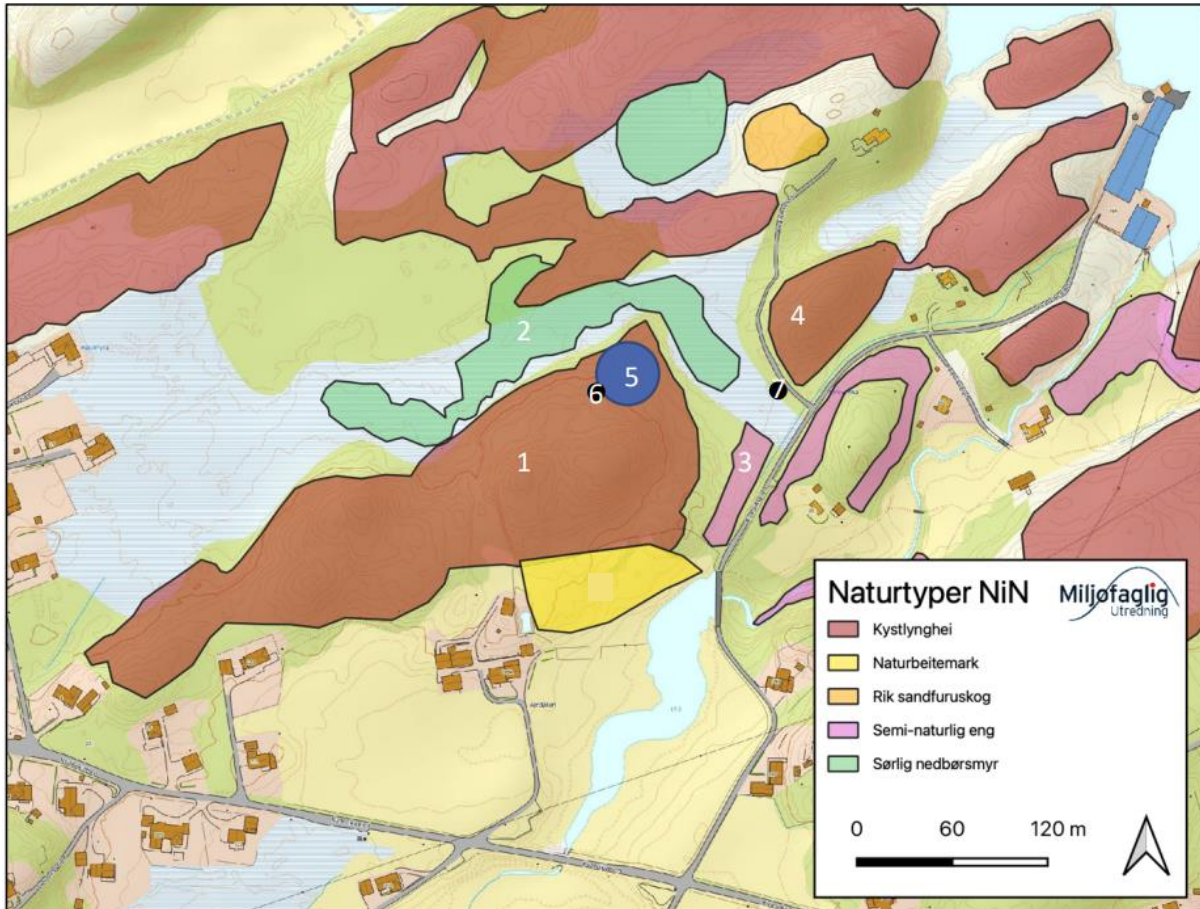 4
2
5
6
7
1
3
Naturtyper NiN
Miljøfaglig
Utredning
Kystlynghei
Naturbeitemark
Rik sandfuruskog
Semi-naturlig eng
Sørlig nedbørsmyr
0 60 120 m